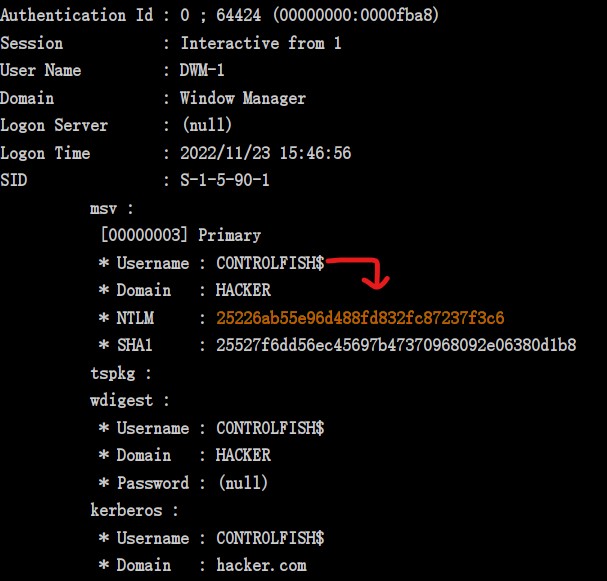 Authentication Id : 0 ; 64424 (00000000:0000fba8)
Session : Interactive from 1
User Name : DWM-1
Domain : Window Manager
Logon Server : (null)
Logon Time : 2022/11/23 15:46:56
SID : S-1-5-90-1
msv :
[00000003] Primary
* Username : CONTROLFISH$
* Domain : HACKER
* NTLM : 25226ab55e96d488fd832fc87237f3c6
* SHA1 : 25527f6dd56ec45697b47370968092e06380d1b8
tspkg :
wdigest :
* Username : CONTROLFISH$
* Domain : HACKER
* Password : (null)
kerberos :
* Username : CONTROLFISH$
* Domain : hacker.com